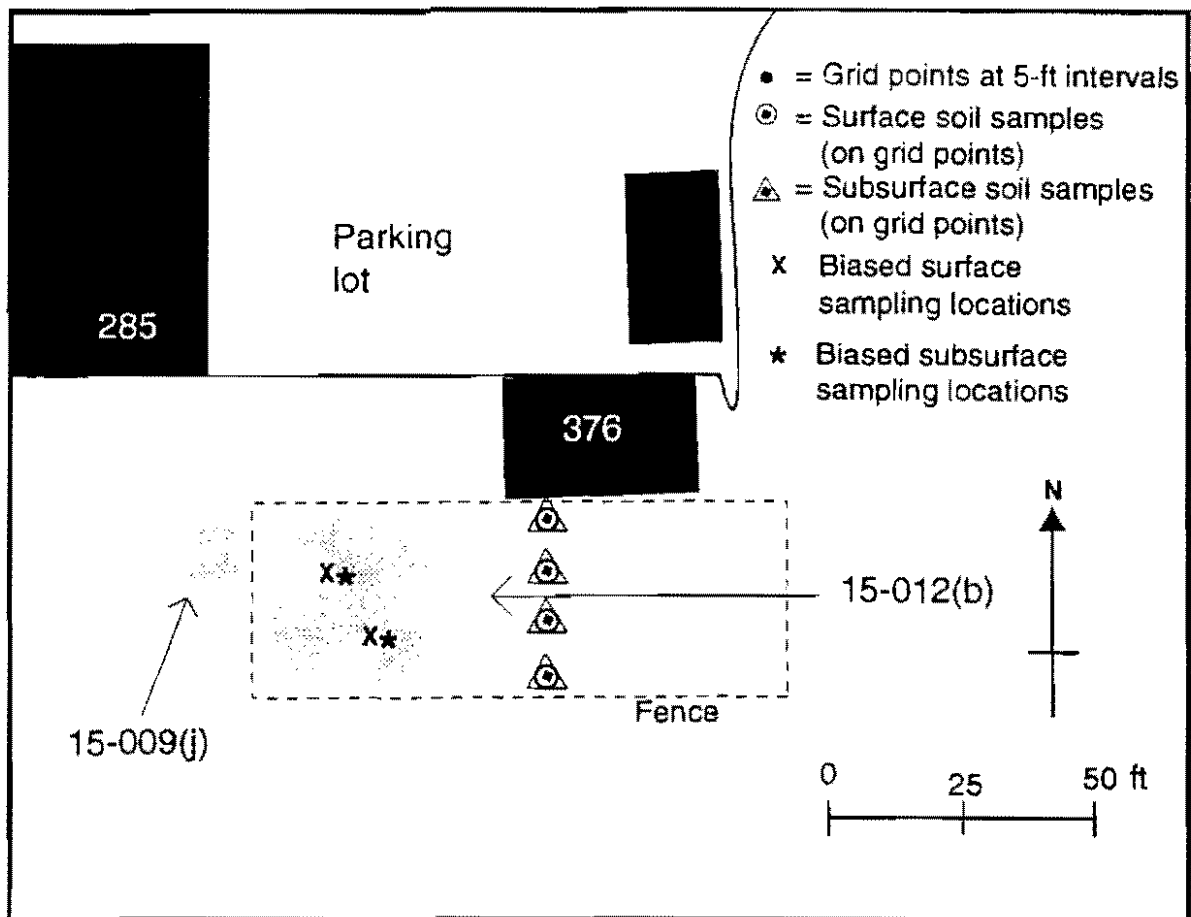 • = Grid points at 5-ft intervals
= Surface soil samples
(on grid points)
= Subsurface soil samples
(on grid points)
X Biased surface
sampling locations
★ Biased subsurface
sampling locations
Parking
lot
285
376
N
X★
X★
15-012(b)
Fence
15-009(j)
0 25 50 ft